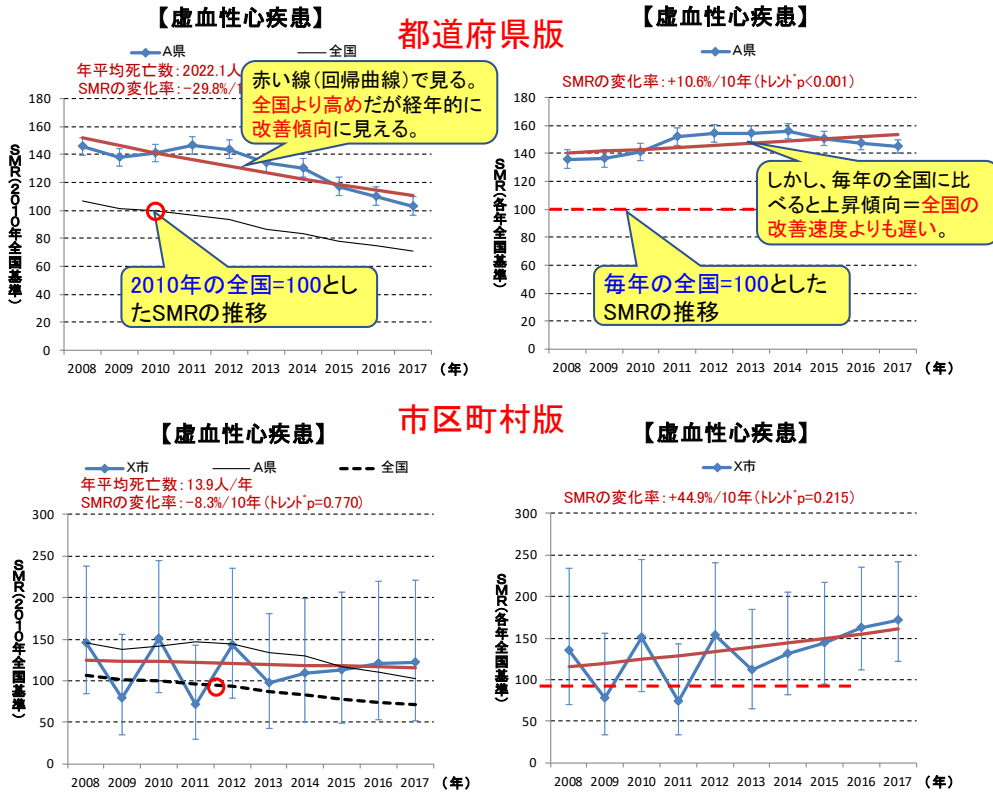 都道府県版
【虚血性心疾患】
A県 全国
年平均死亡数：2022.1人
SMRの変化率：-29.8%/1
赤い線（回帰曲線）で見る。
全国より高めだが経年的に
改善傾向に見える。
2010年の全国=100とし
たSMRの推移
SMR（2010年全国基準）
180
160
140
120
100
80
60
40
20
0
2008 2009 2010 2011 2012 2013 2014 2015 2016 2017 （年）
【虚血性心疾患】
A県
SMRの変化率：+10.6%/10年（トレンドp<0.001）
しかし、毎年の全国に比
べると上昇傾向＝全国の
改善速度よりも遅い。
毎年の全国=100とした
SMRの推移
SMR（各年全国基準）
180
160
140
120
100
80
60
40
20
0
2008 2009 2010 2011 2012 2013 2014 2015 2016 2017 （年）
市区町村版
【虚血性心疾患】
X市 A県 全国
年平均死亡数：13.9人/年
SMRの変化率：-8.3%/10年（トレンドp=0.770）
SMR（2010年全国基準）
300
250
200
150
100
50
0
2008 2009 2010 2011 2012 2013 2014 2015 2016 2017 （年）
【虚血性心疾患】
X市
SMRの変化率：+44.9%/10年（トレンドp=0.215）
SMR（各年全国基準）
300
250
200
150
100
50
0
2008 2009 2010 2011 2012 2013 2014 2015 2016 2017 （年）